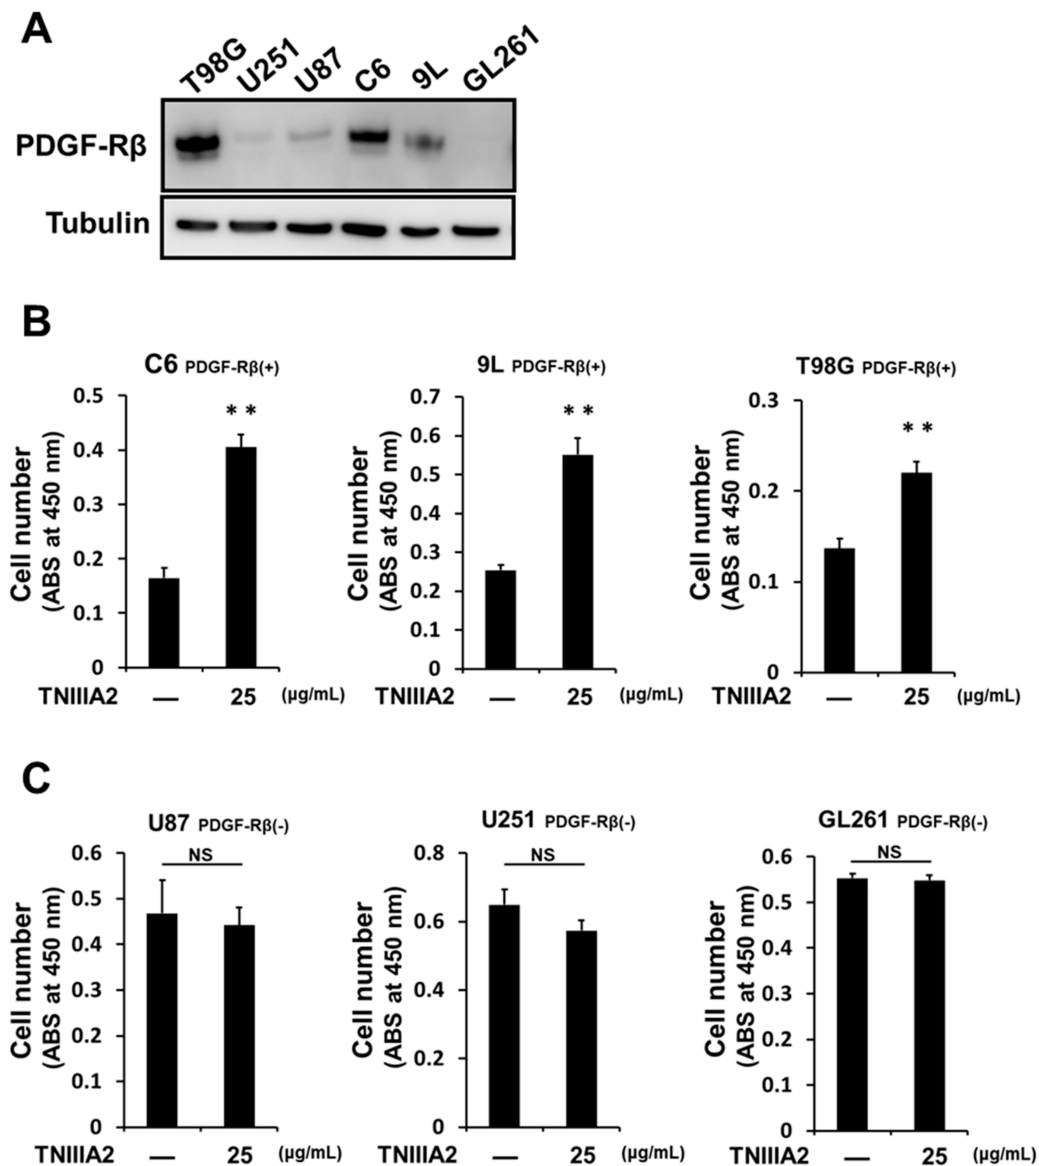 A
T98G U251 U87 C6 9L GL261
PDGF-Rβ
Tubulin
B
C6 PDGF-Rβ(+)
0.5
0.4
0.3
0.2
0.1
0
Cell number
(ABS at 450 nm)
**
TNIIIA2 — 25 (μg/mL)
9L PDGF-Rβ(+)
0.7
0.6
0.5
0.4
0.3
0.2
0.1
0
Cell number
(ABS at 450 nm)
**
TNIIIA2 — 25 (μg/mL)
T98G PDGF-Rβ(+)
0.3
0.2
0.1
0
Cell number
(ABS at 450 nm)
**
TNIIIA2 — 25 (μg/mL)
C
U87 PDGF-Rβ(-)
0.6
0.5
0.4
0.3
0.2
0.1
0
Cell number
(ABS at 450 nm)
NS
TNIIIA2 — 25 (μg/mL)
U251 PDGF-Rβ(-)
0.8
0.6
0.4
0.2
0
Cell number
(ABS at 450 nm)
NS
TNIIIA2 — 25 (μg/mL)
GL261 PDGF-Rβ(-)
0.6
0.5
0.4
0.3
0.2
0.1
0
Cell number
(ABS at 450 nm)
NS
TNIIIA2 — 25 (μg/mL)